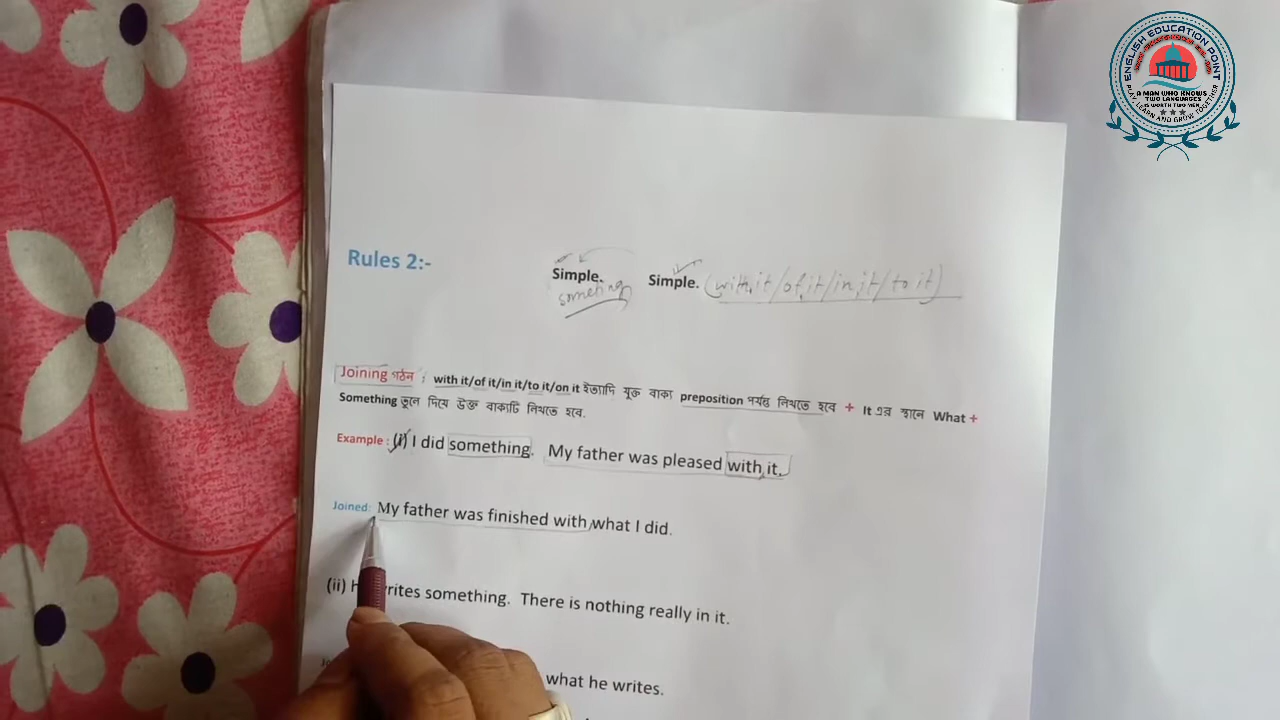 ENGLISH EDUCATION POINT
A MAN WHO KNOWS
TWO LANGUAGES
IS WORTH TWO MEN
PLAY, LEARN AND GROW TOGETHER
Rules 2:- Simple. Simple. (with it/of it/in it/to it)
someting
Joining গঠন : with it/of it/in it/to it/on it ইত্যাদি যুক্ত বাক্য preposition পর্যন্ত লিখতে হবে + It এর স্থানে What +
Something তুলে দিয়ে উক্ত বাক্যটি লিখতে হবে.
Example : (i) I did something. My father was pleased with it.
Joined: My father was finished with what I did.
(ii) writes something. There is nothing really in it.
what he writes.